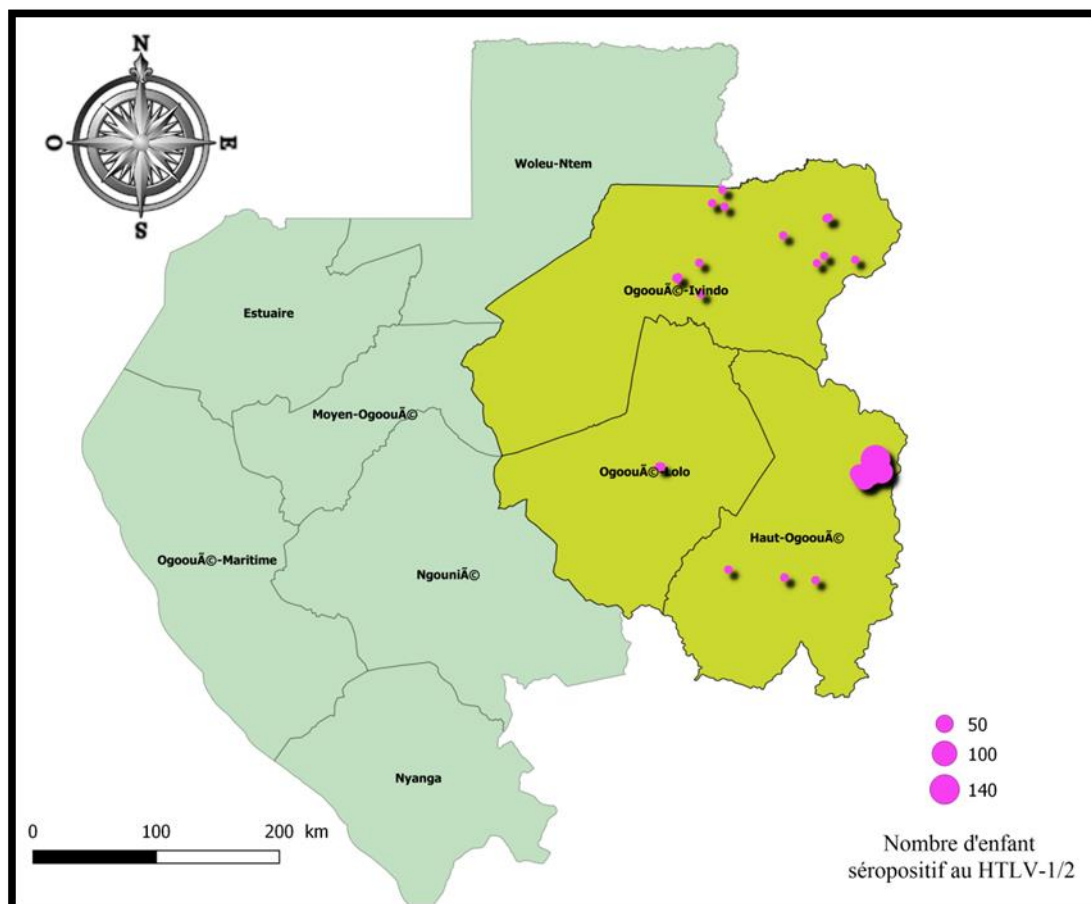 N
O
E
S
Woleu-Ntem
OgoouÃ©-Ivindo
Estuaire
Moyen-OgoouÃ©
OgoouÃ©-Lolo
Haut-OgoouÃ©
OgoouÃ©-Maritime
NgouniÃ©
Nyanga
50
100
140
0 100 200 km
Nombre d'enfant
séropositif au HTLV-1/2